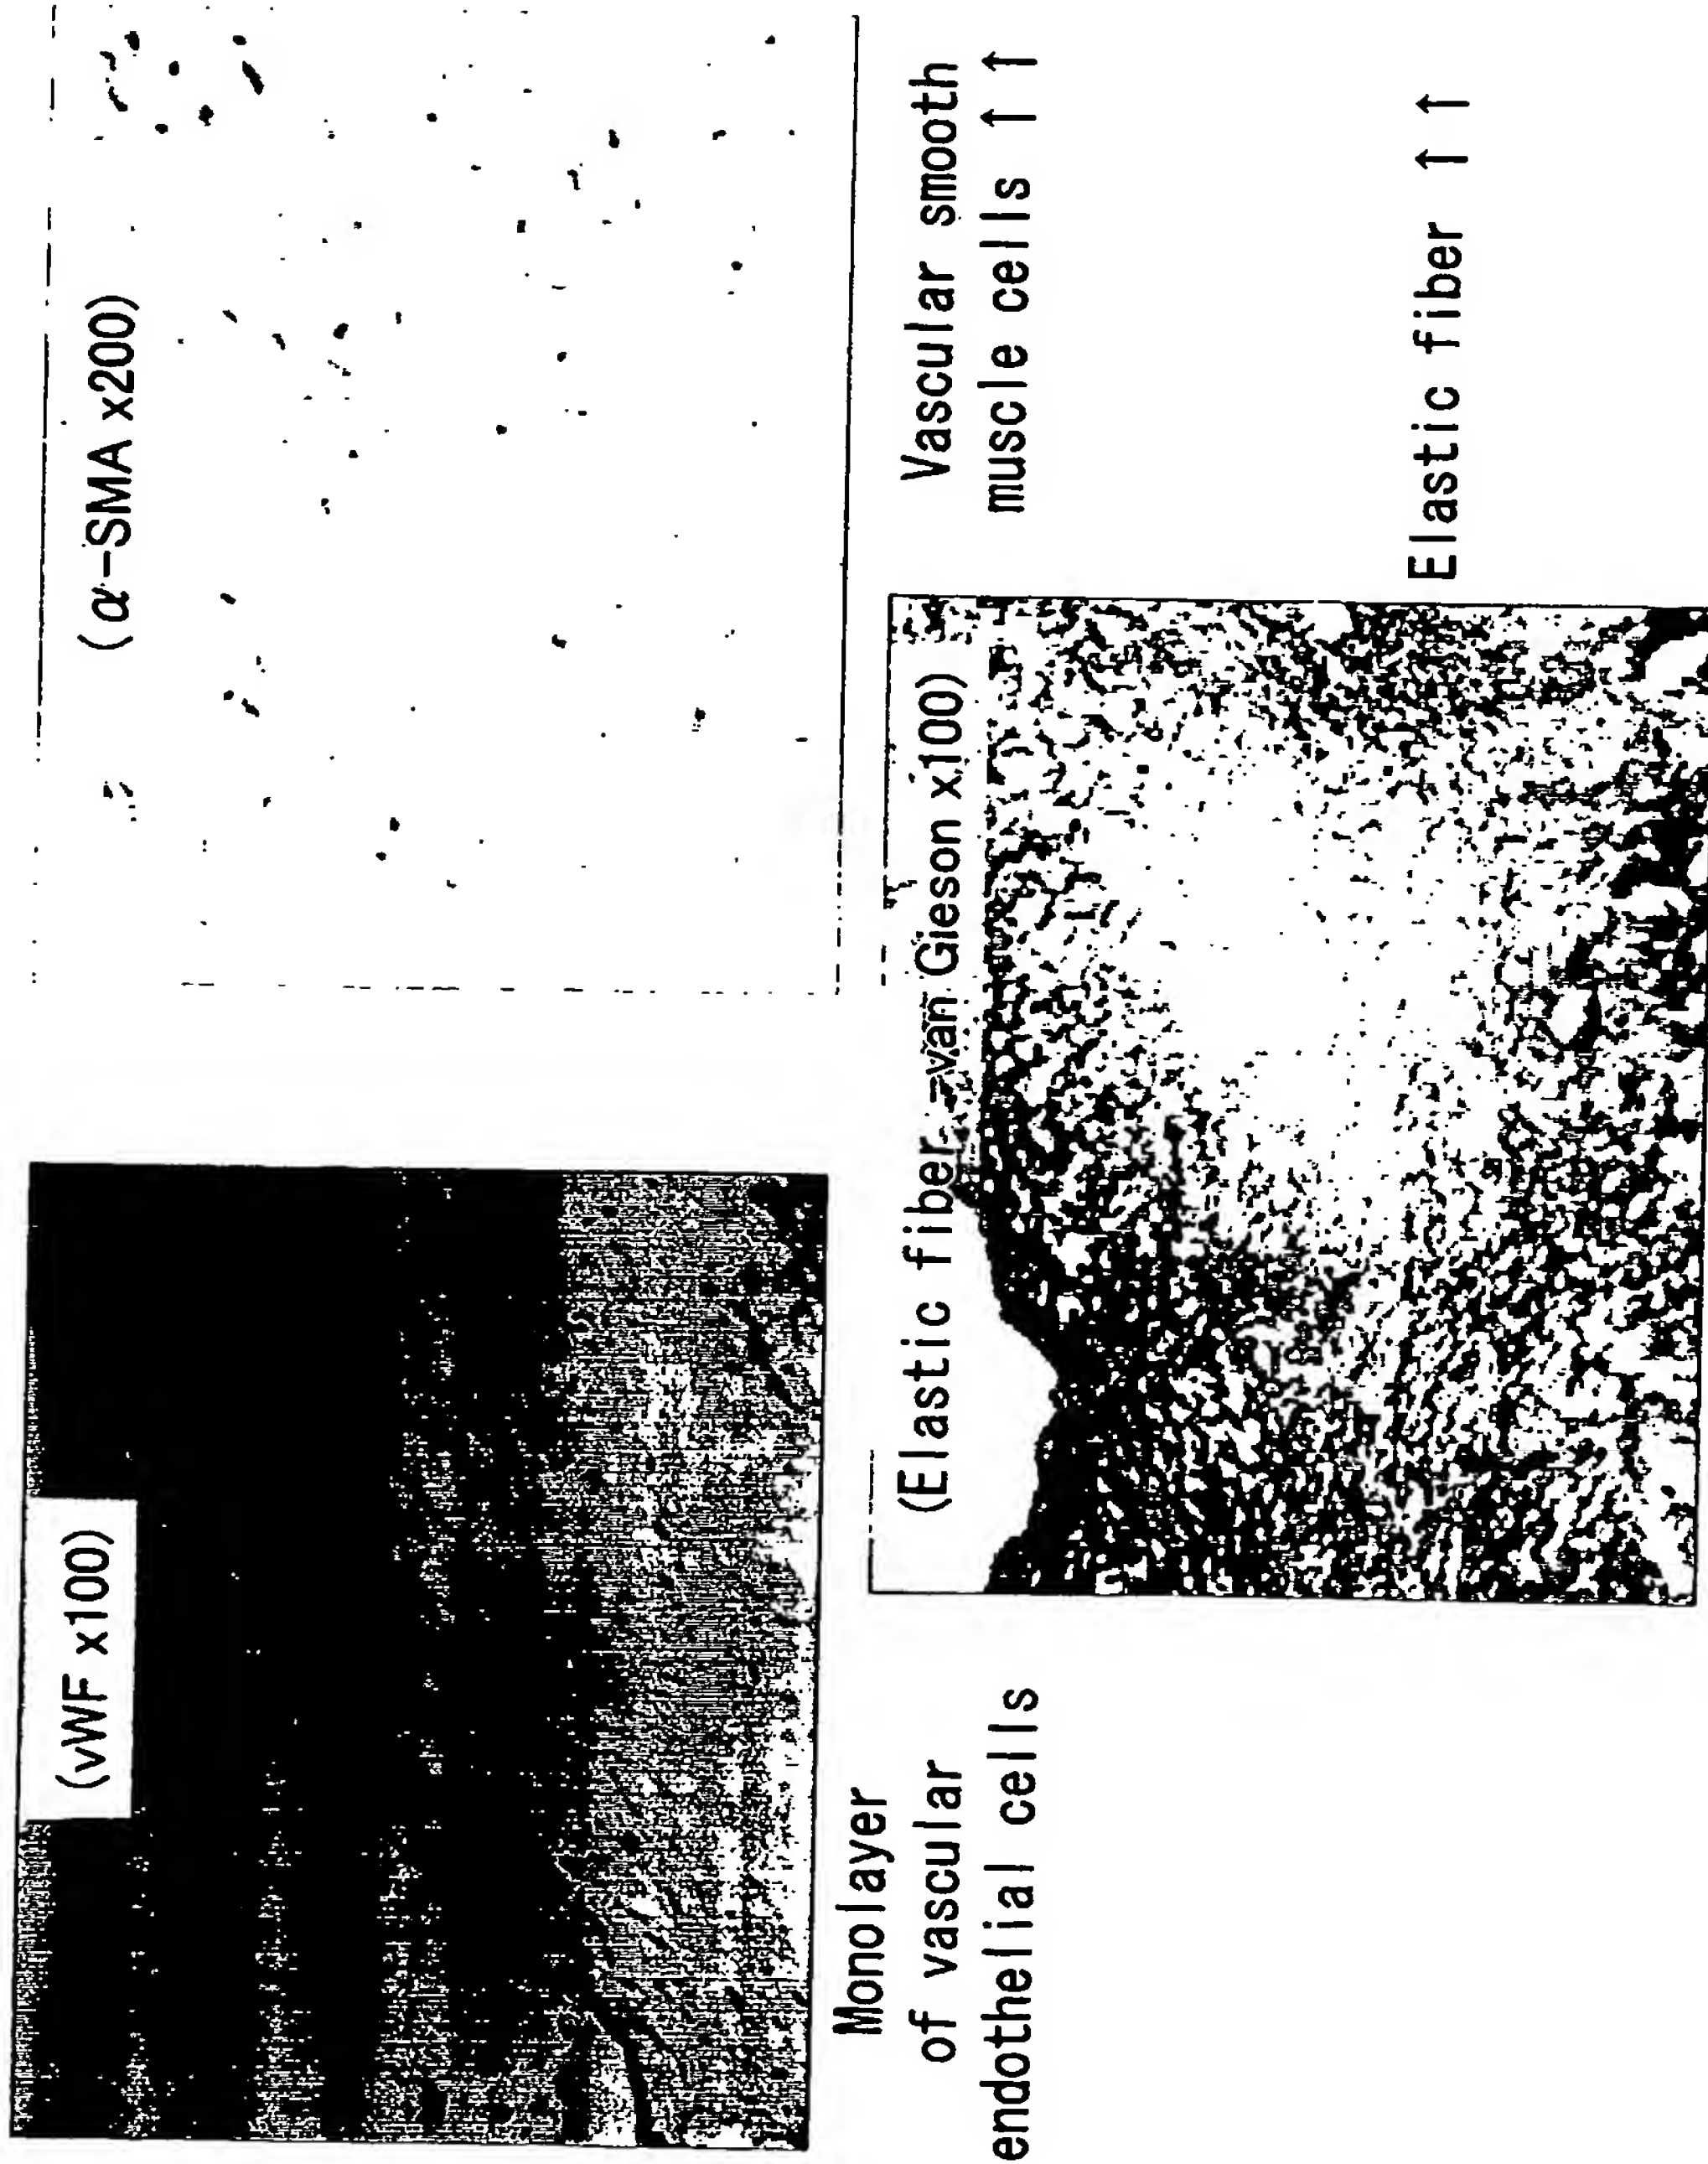 (vWF x100)
Monolayer
of vascular
endothelial cells
(α-SMA x200)
Vascular smooth
muscle cells ↑ ↑
(Elastic fiber -van Gieson x100)
Elastic fiber ↑ ↑